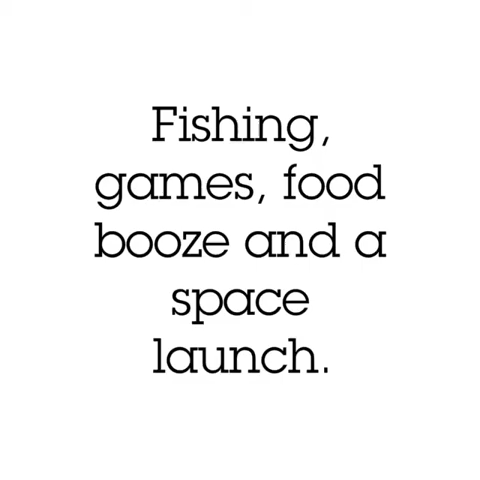 Fishing,
games, food
booze and a
space
launch.